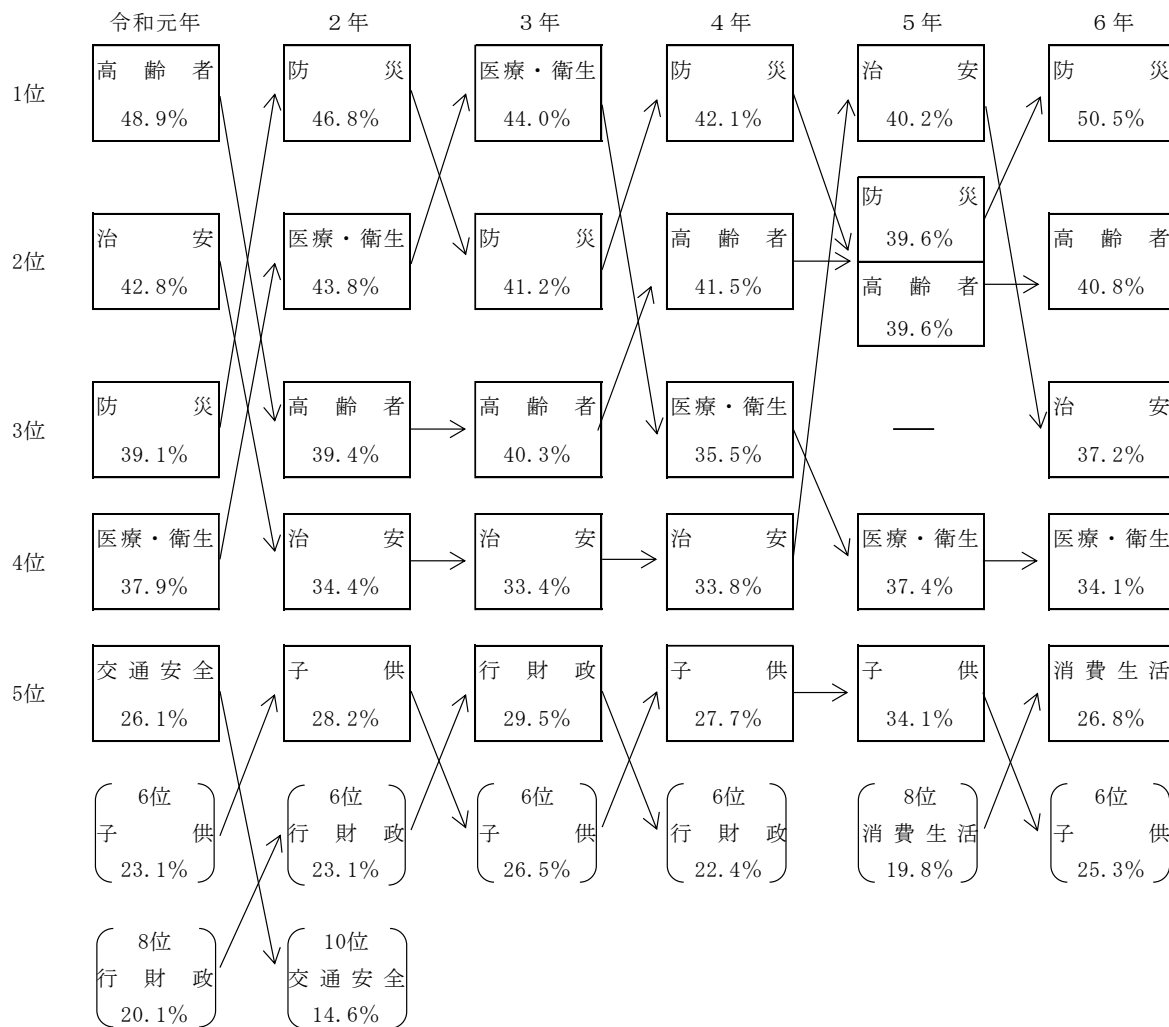 令和元年 ２年 ３年 ４年 ５年 ６年
1位
高齢者 防災 医療・衛生 防災 治安 防災
48.9% 46.8% 44.0% 42.1% 40.2% 50.5%
2位
治安 医療・衛生 防災 高齢者 防災 高齢者
42.8% 43.8% 41.2% 41.5% 39.6% 40.8%
高齢者
39.6%
3位
防災 高齢者 高齢者 医療・衛生 ― 治安
39.1% 39.4% 40.3% 35.5% 37.2%
4位
医療・衛生 治安 治安 治安 医療・衛生 医療・衛生
37.9% 34.4% 33.4% 33.8% 37.4% 34.1%
5位
交通安全 子供 行財政 子供 子供 消費生活
26.1% 28.2% 29.5% 27.7% 34.1% 26.8%
6位 6位 6位 6位 8位 6位
子供 行財政 子供 行財政 消費生活 子供
23.1% 23.1% 26.5% 22.4% 19.8% 25.3%
8位 10位
行財政 交通安全
20.1% 14.6%